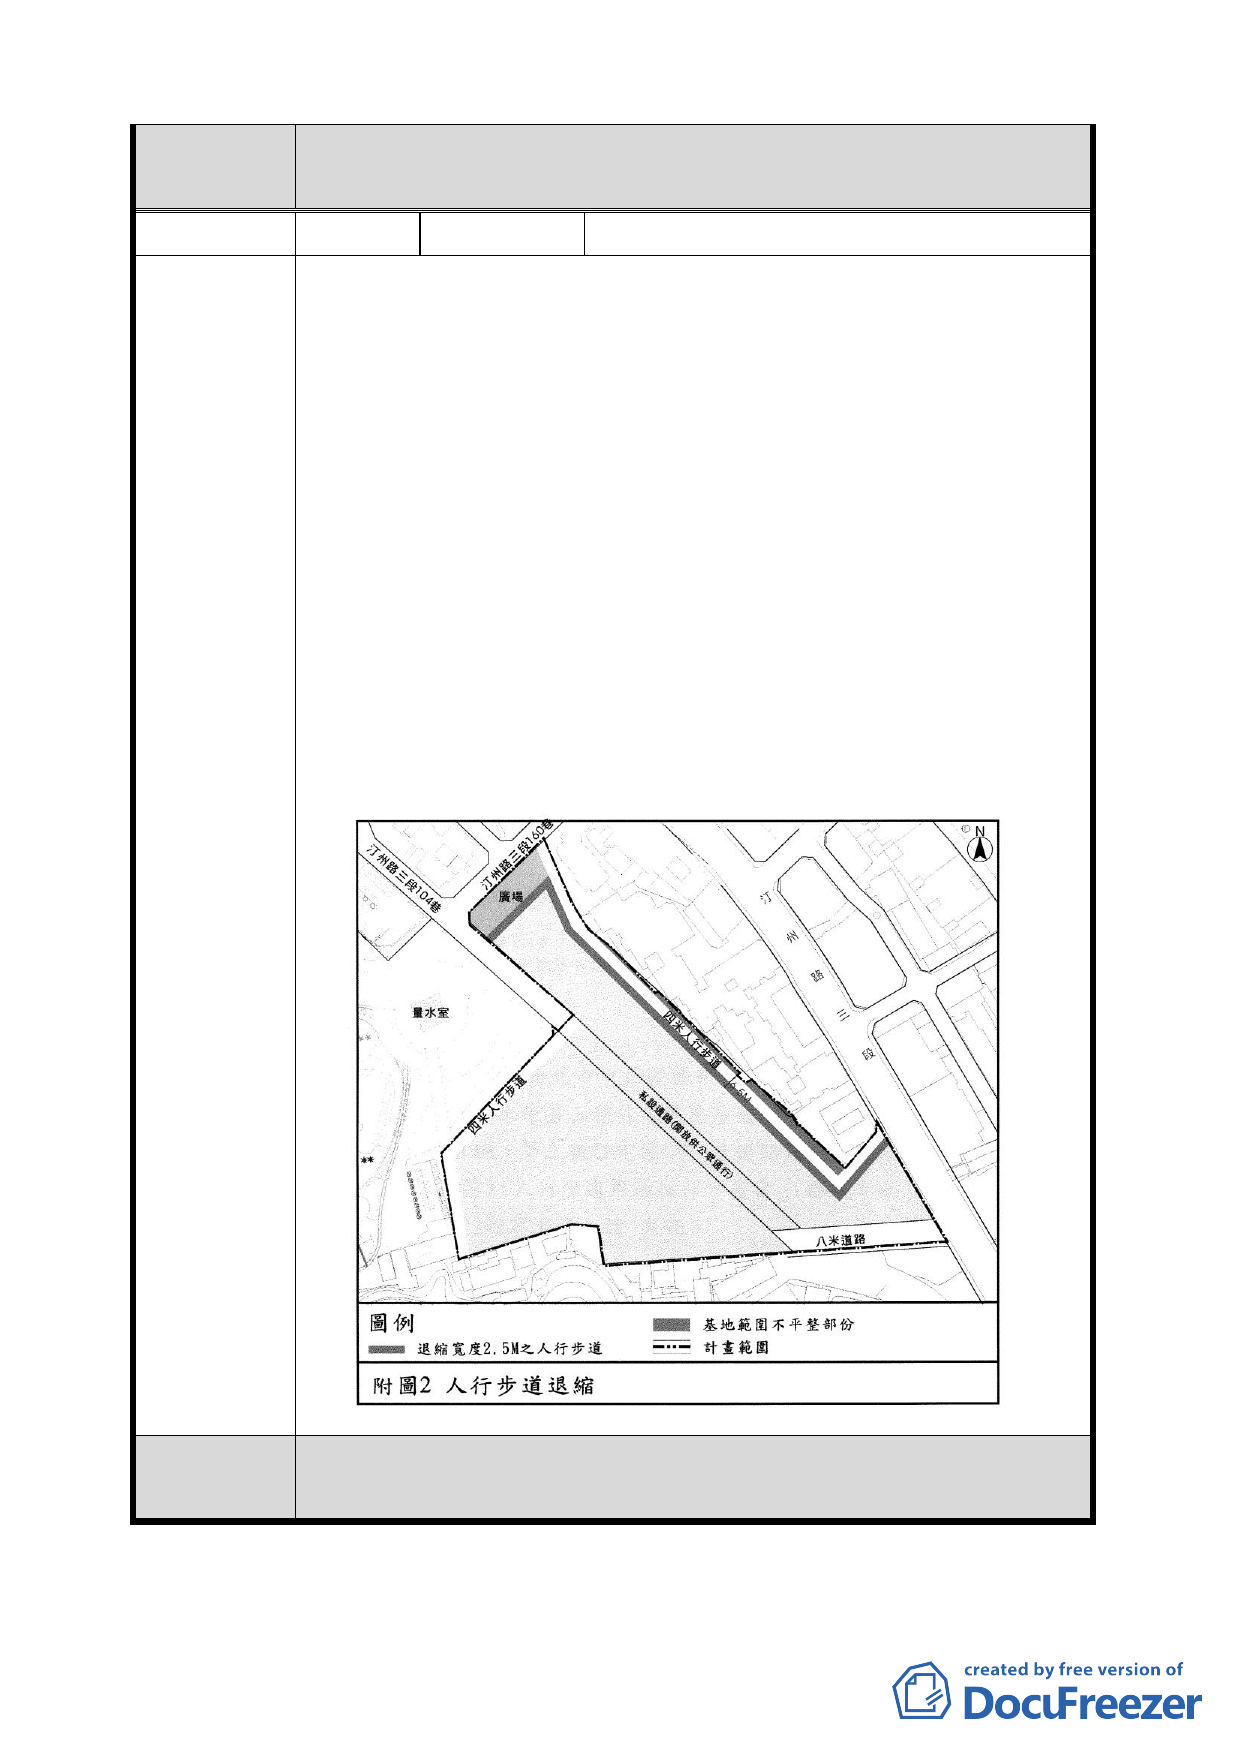 汀州路三段160巷
N
汀州路三段104巷
廣場
汀州路三段
量水室
四米人行步道
6.5M
四米人行步道
私設通路(開放供公眾通行)
八米道路
圖例
基地範圍不平整部份
退縮寬度2.5M之人行步道
計畫範圍
附圖2 人行步道退縮
created by free version of
DocuFreezer